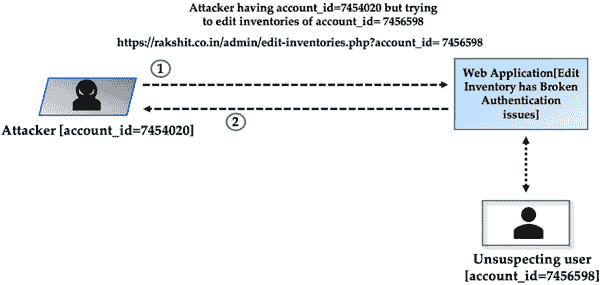 Attacker having account_id=7454020 but trying
to edit inventories of account_id= 7456598
https://rakshit.co.in/admin/edit-inventories.php?account_id= 7456598
1
Web Application[Edit
Inventory has Broken
Authentication
issues]
2
Attacker [account_id=7454020]
Unsuspecting user
[account_id=7456598]